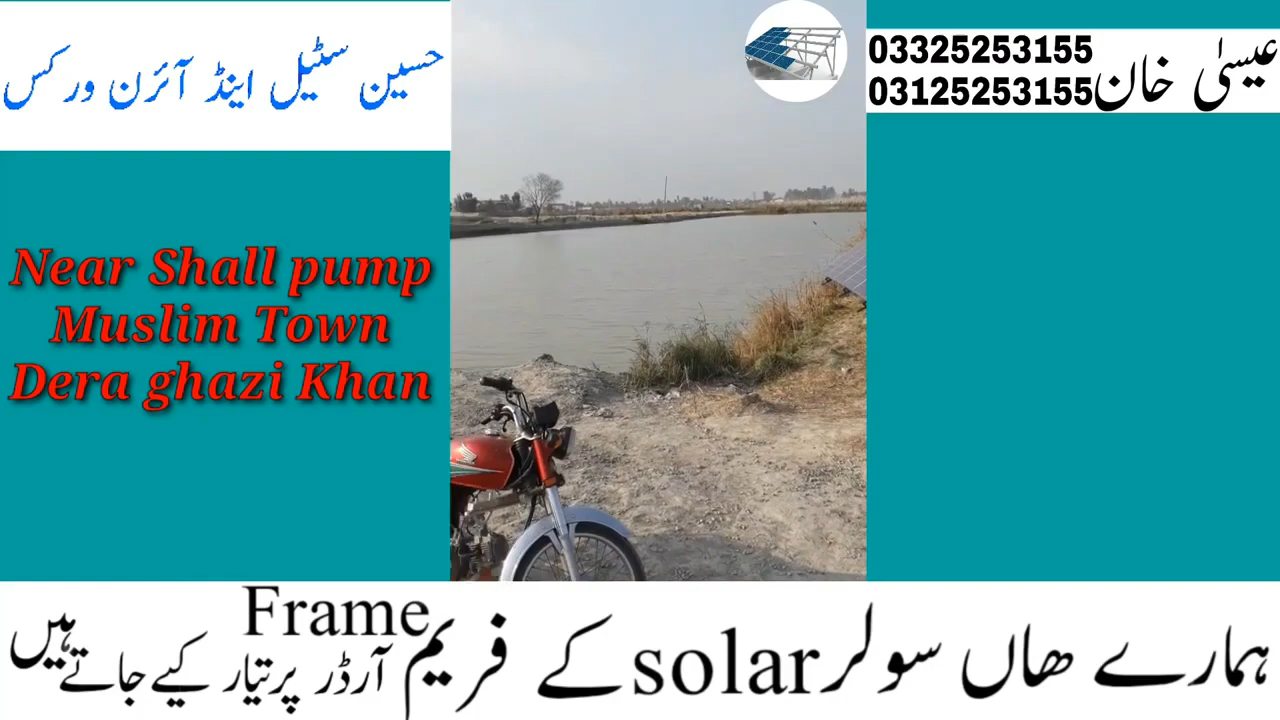 حسین سٹیل اینڈ آئرن ورکس
03325253155
03125253155
عیسیٰ خان
Near Shall pump
Muslim Town
Dera ghazi Khan
ہمارے ھاں سولر solar کے فریم Frame آرڈر پر تیار کیے جاتے ہیں